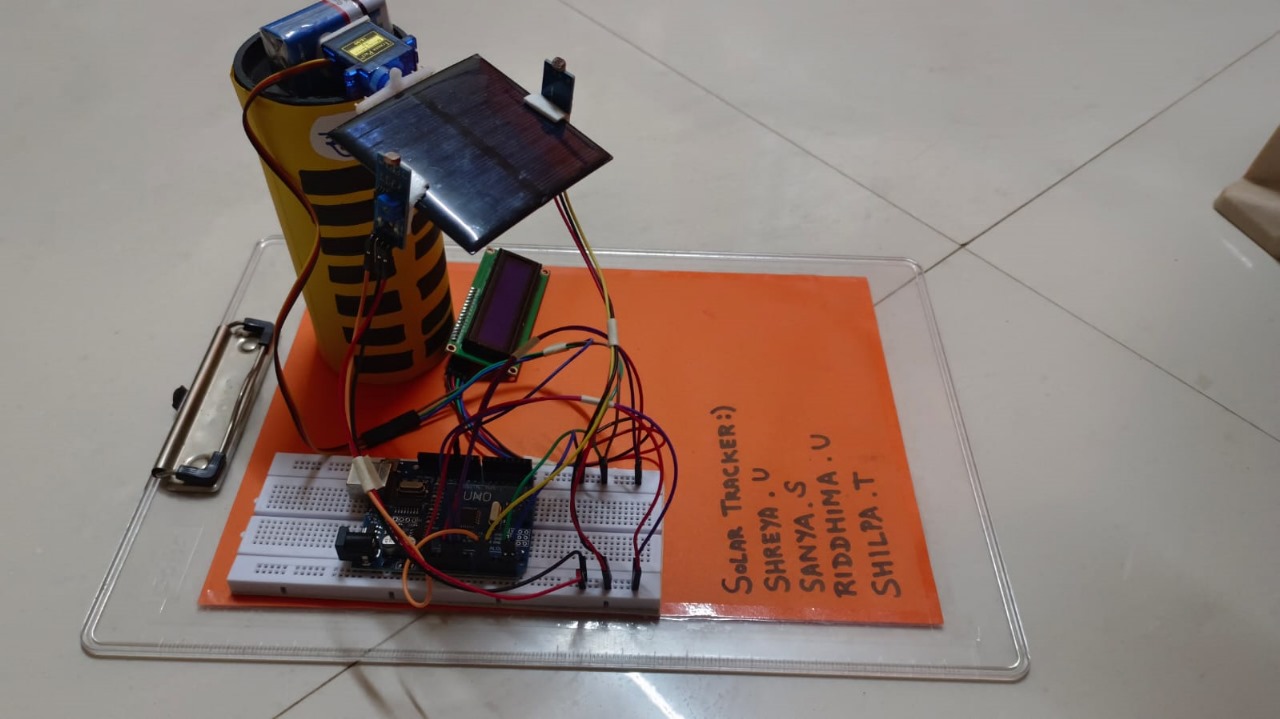 SOLAR TRACKER:)
SHREYA.U
SANYA.S
RIDDHIMA.U
SHILPA.T
UNO